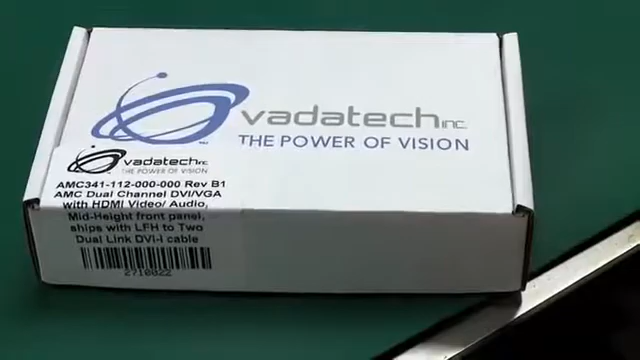 vadatech INC.
THE POWER OF VISION
vadatech INC.
THE POWER OF VISION
AMC341-112-000-000 Rev B1
AMC Dual Channel DVI/VGA
with HDMI Video/ Audio,
Mid-Height front panel,
ships with LFH to Two
Dual Link DVI-I cable
2710022